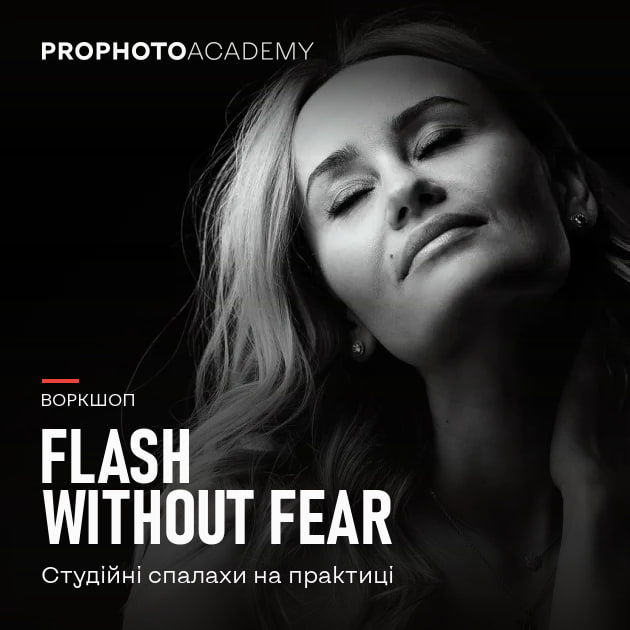 PROPHOTOACADEMY
ВОРКШОП
FLASH
WITHOUT FEAR
Студійні спалахи на практиці